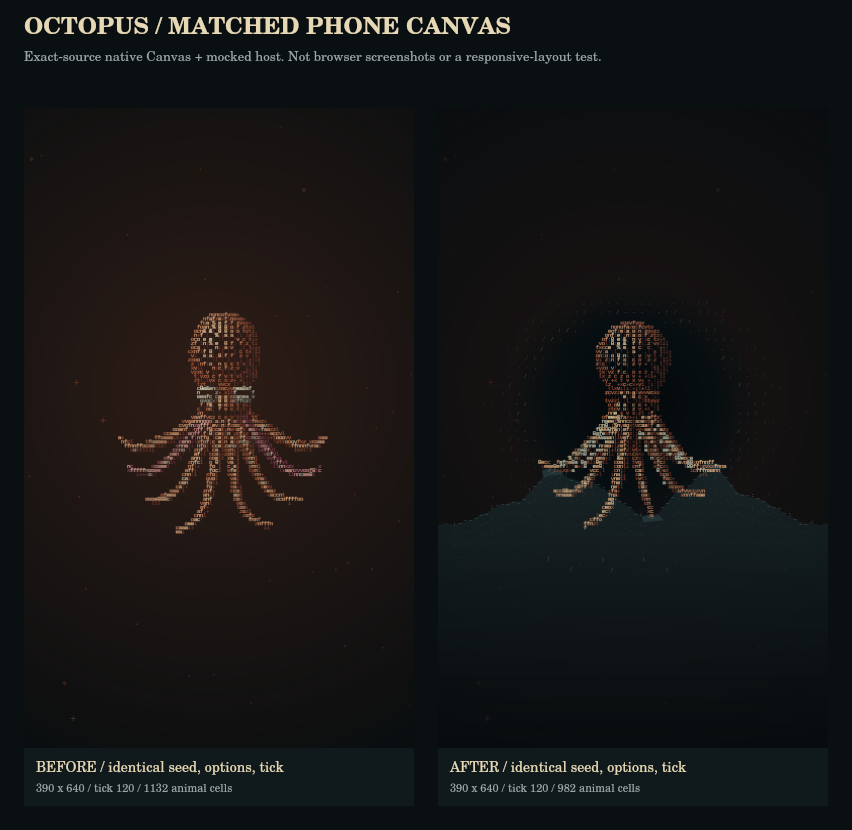 OCTOPUS / MATCHED PHONE CANVAS
Exact-source native Canvas + mocked host. Not browser screenshots or a responsive-layout test.
BEFORE / identical seed, options, tick
390 x 640 / tick 120 / 1132 animal cells
AFTER / identical seed, options, tick
390 x 640 / tick 120 / 982 animal cells